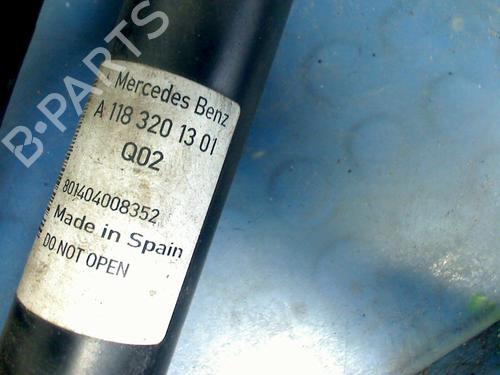 B-PARTS
Mercedes Benz
A 118 320 13 01
Q02
801404008352
Made in Spain
DO NOT OPEN